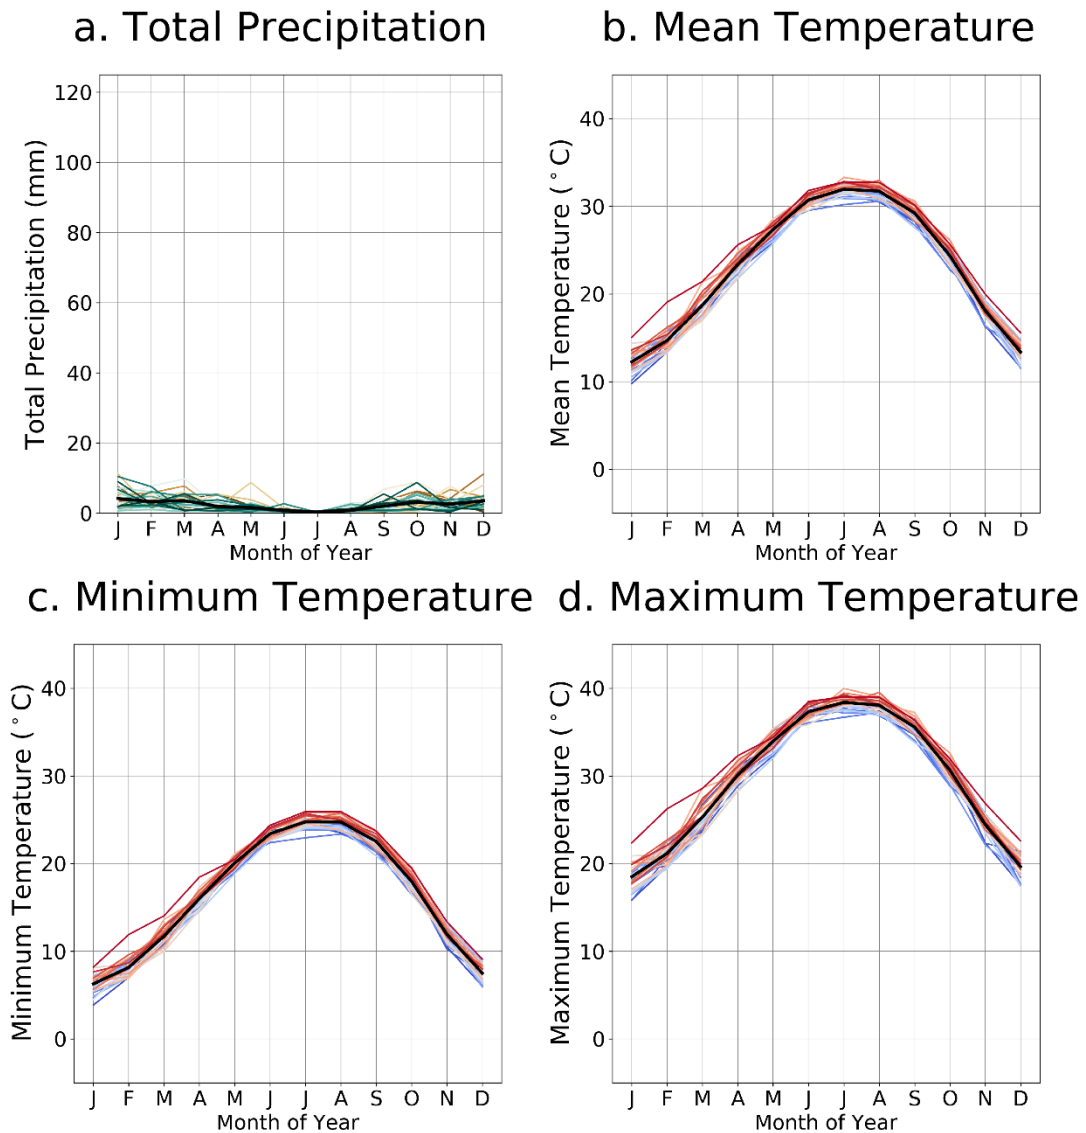 a. Total Precipitation
Total Precipitation (mm)
120
100
80
60
40
20
0
J F M A M J J A S O N D
Month of Year
b. Mean Temperature
Mean Temperature (°C)
40
30
20
10
0
J F M A M J J A S O N D
Month of Year
c. Minimum Temperature
Minimum Temperature (°C)
40
30
20
10
0
J F M A M J J A S O N D
Month of Year
d. Maximum Temperature
Maximum Temperature (°C)
40
30
20
10
0
J F M A M J J A S O N D
Month of Year